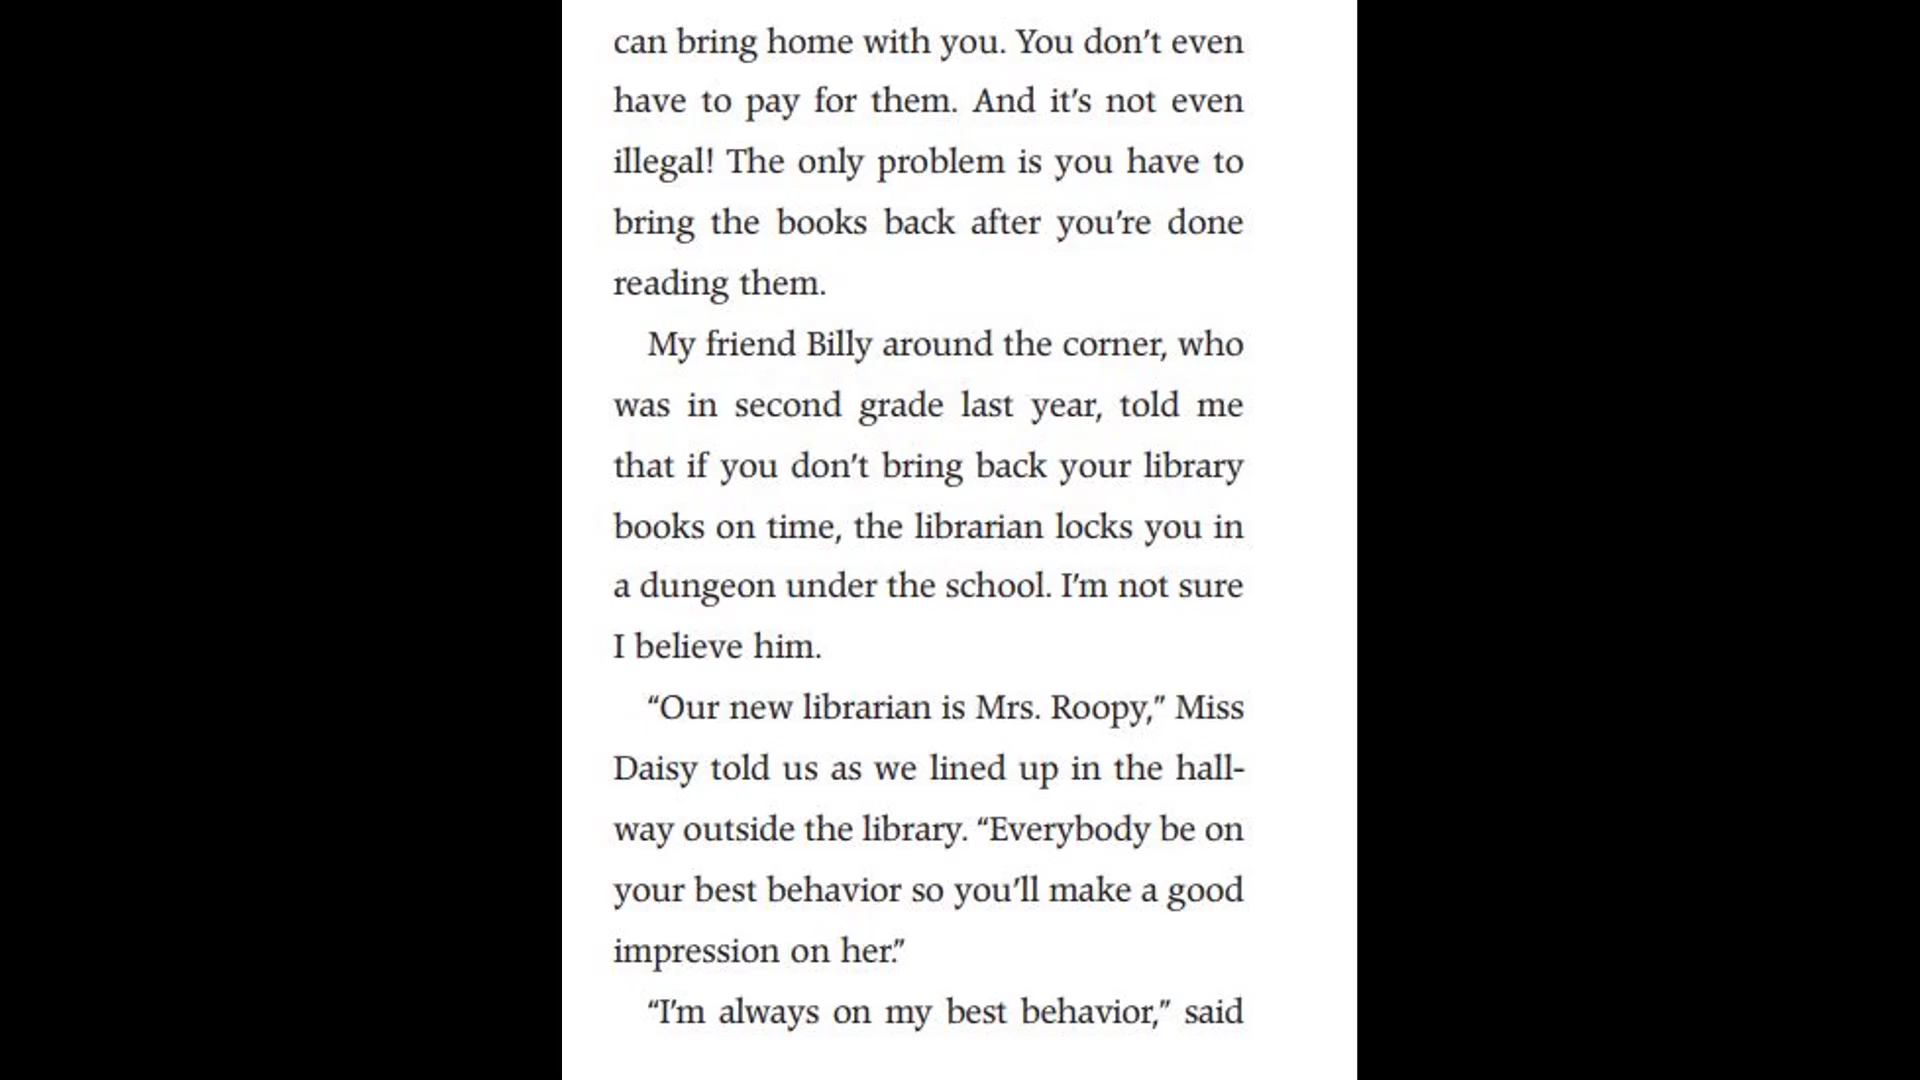 can bring home with you. You don’t even
have to pay for them. And it’s not even
illegal! The only problem is you have to
bring the books back after you’re done
reading them.
My friend Billy around the corner, who
was in second grade last year, told me
that if you don’t bring back your library
books on time, the librarian locks you in
a dungeon under the school. I’m not sure
I believe him.
“Our new librarian is Mrs. Roopy,” Miss
Daisy told us as we lined up in the hall-
way outside the library. “Everybody be on
your best behavior so you’ll make a good
impression on her.”
“I’m always on my best behavior,” said